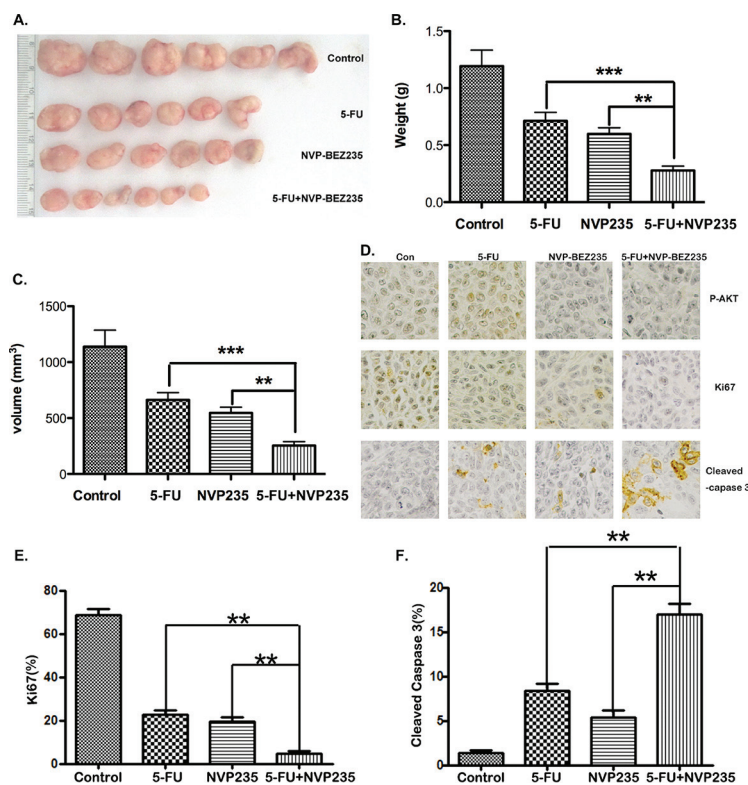 A.
Control
5-FU
NVP-BEZ235
5-FU+NVP-BEZ235
B.
Weight (g)
1.5
1.0
0.5
0.0
***
**
Control 5-FU NVP235 5-FU+NVP235
C.
volume (mm3)
1500
1000
500
0
***
**
Control 5-FU NVP235 5-FU+NVP235
D.
Con 5-FU NVP-BEZ235 5-FU+NVP-BEZ235
P-AKT
Ki67
Cleaved
-capase 3
E.
Ki67(%)
80
60
40
20
0
**
**
Control 5-FU NVP235 5-FU+NVP235
F.
Cleaved Caspase 3(%)
20
15
10
5
0
**
**
Control 5-FU NVP235 5-FU+NVP235